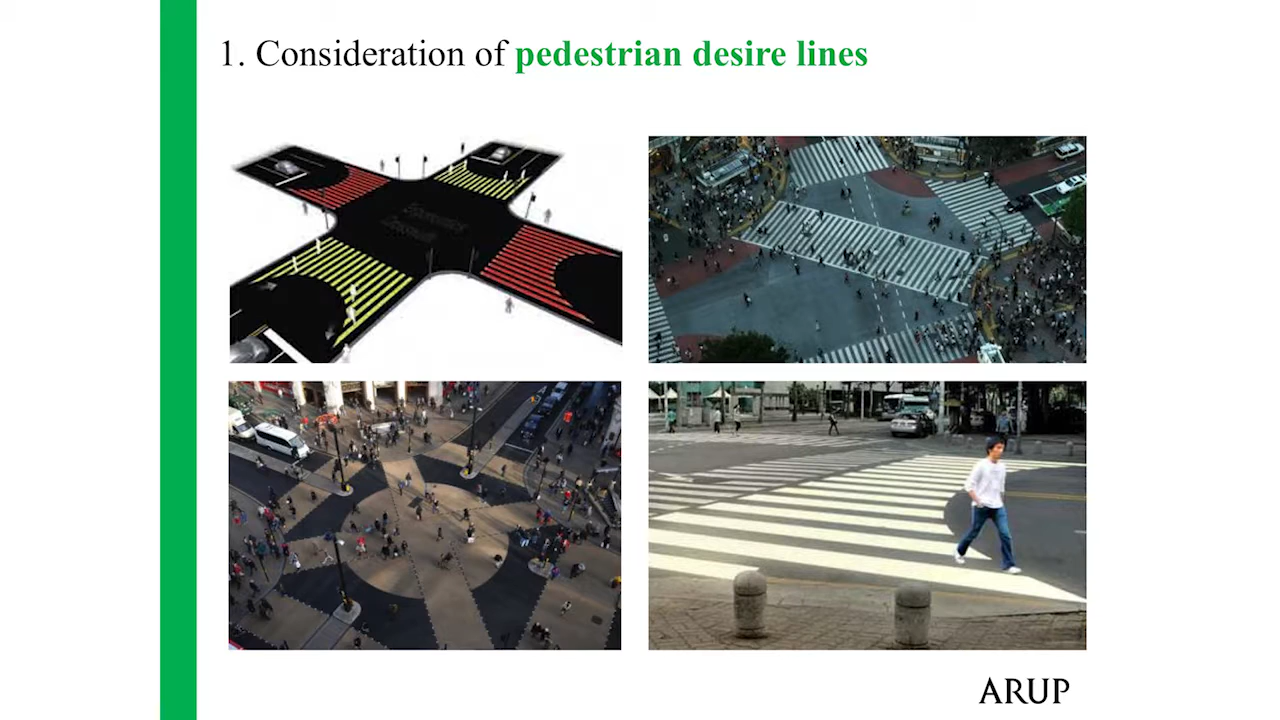 1. Consideration of pedestrian desire lines
ARUP